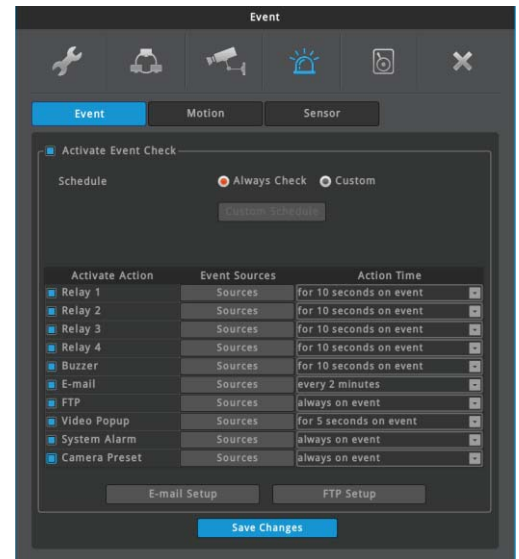 Event
Event Motion Sensor
Activate Event Check
Schedule Always Check Custom
Custom Schedule
Activate Action Event Sources Action Time
Relay 1 Sources for 10 seconds on event
Relay 2 Sources for 10 seconds on event
Relay 3 Sources for 10 seconds on event
Relay 4 Sources for 10 seconds on event
Buzzer Sources for 10 seconds on event
E-mail Sources every 2 minutes
FTP Sources always on event
Video Popup Sources for 5 seconds on event
System Alarm Sources always on event
Camera Preset Sources always on event
E-mail Setup FTP Setup
Save Changes